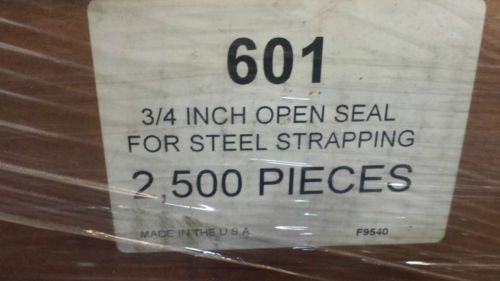 601
3/4 INCH OPEN SEAL
FOR STEEL STRAPPING
2,500 PIECES
MADE IN THE U.S.A. F9540